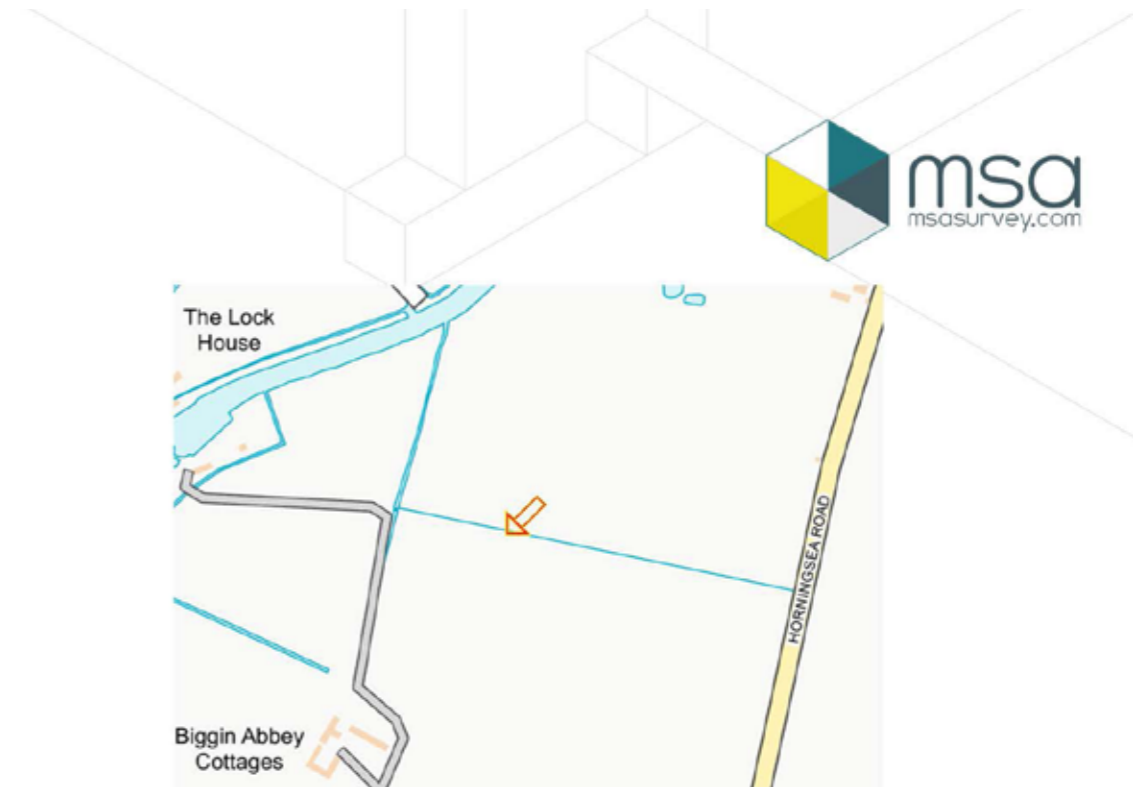 msa
msasurvey.com
The Lock
House
HORNINGSEA ROAD
Biggin Abbey
Cottages